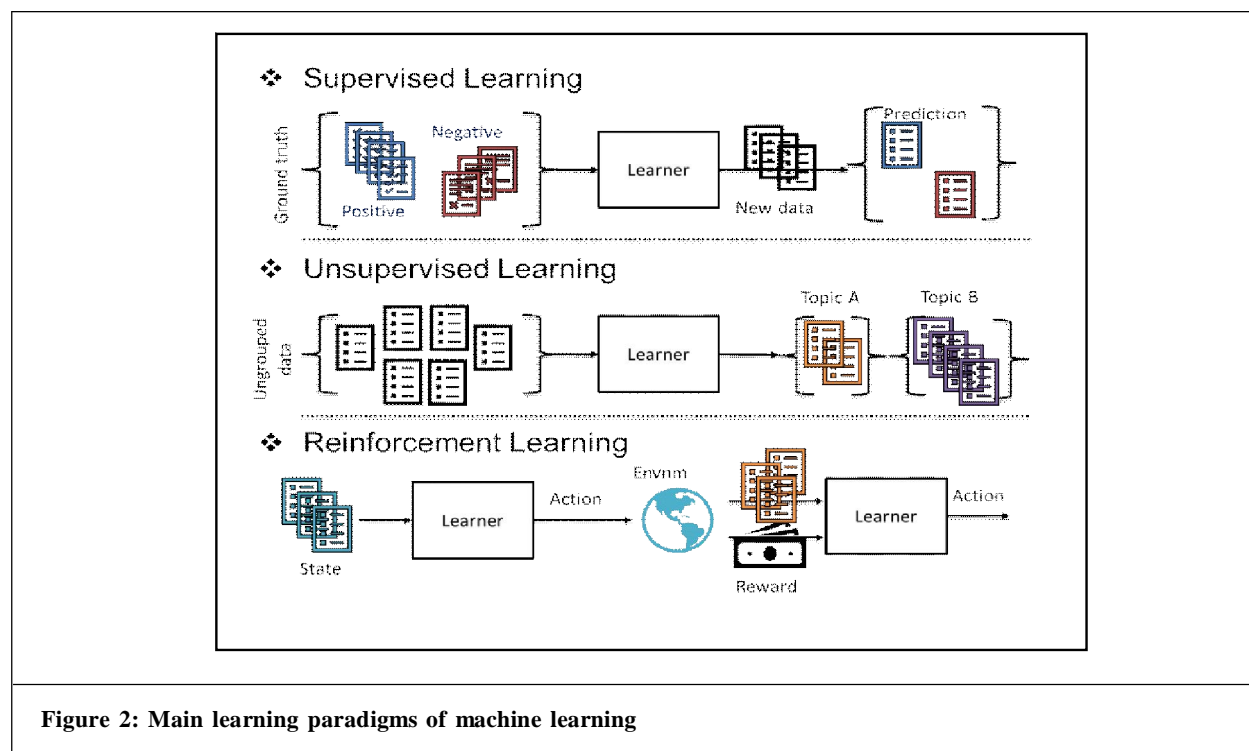 ❖ Supervised Learning
Ground truth
Positive
Negative
Learner
New data
Prediction
❖ Unsupervised Learning
Ungrouped
data
Learner
Topic A
Topic B
❖ Reinforcement Learning
State
Learner
Action
Envnm
Reward
Learner
Action
Figure 2: Main learning paradigms of machine learning